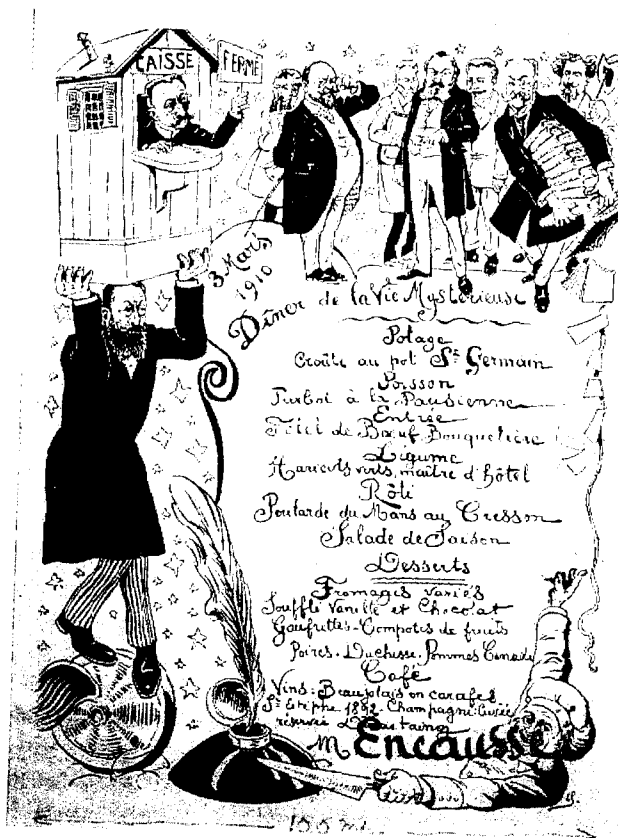 CAISSE
FERMÉ
3 Mars
1910
Dîner de la Vie Mystérieuse
Potage
Croûte au pot St Germain
Poisson
Turbot à la Parisienne
Entrée
Filet de Bœuf Bouquetière
Légume
Haricots verts, maître d'hôtel
Rôti
Poularde du Mans au Cresson
Salade de Saison
Desserts
Fromages variés
Soufflé Vanille et Chocolat
Gaufrettes - Compotes de fruits
Poires - Duchesse, Pommes Canada
Café
Vins: Beaujolais en carafes
St Estèphe 1892 - Champagne Cuvée
réservée
M Encausse